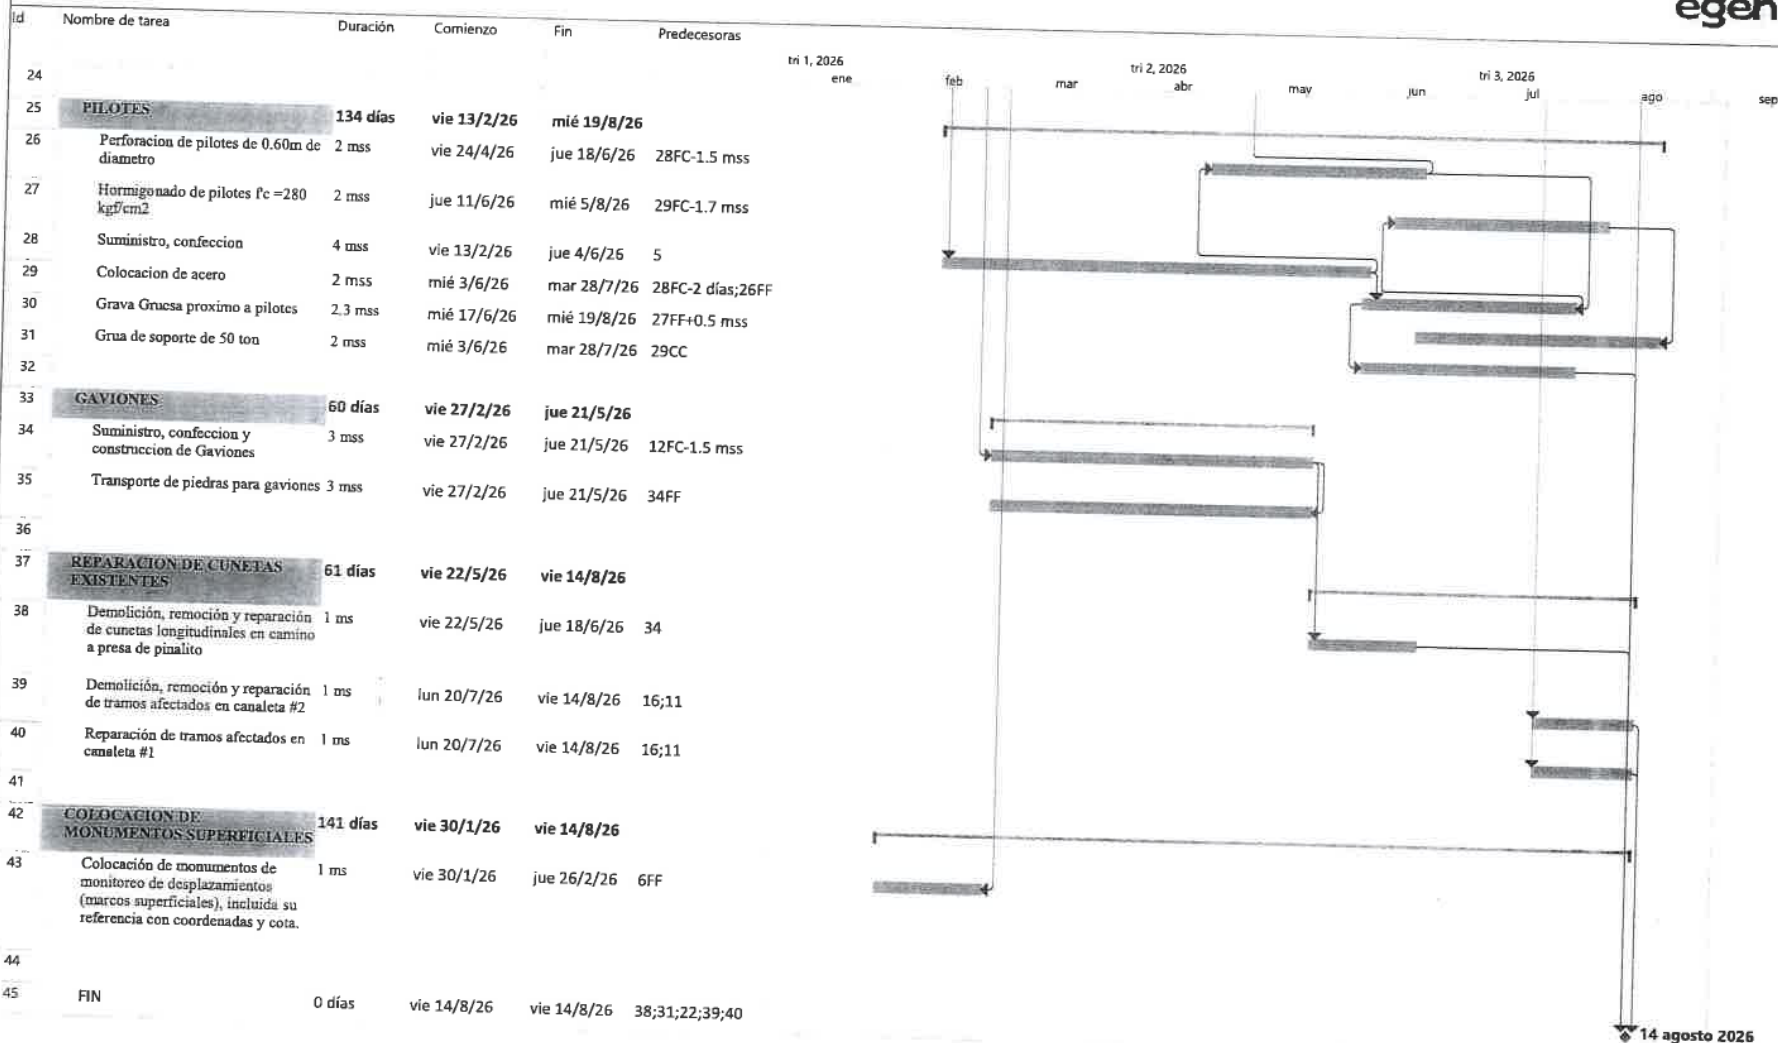 egeh
Id Nombre de tarea Duración Comienzo Fin Predecesoras
tri 1, 2026 tri 2, 2026 tri 3, 2026
ene feb mar abr may jun jul ago sep
24
25 PILOTES 134 días vie 13/2/26 mié 19/8/26
26 Perforacion de pilotes de 0.60m de 2 mss vie 24/4/26 jue 18/6/26 28FC-1.5 mss
diametro
27 Hormigonado de pilotes f'c =280 2 mss jue 11/6/26 mié 5/8/26 29FC-1.7 mss
kgf/cm2
28 Suministro, confeccion 4 mss vie 13/2/26 jue 4/6/26 5
29 Colocacion de acero 2 mss mié 3/6/26 mar 28/7/26 28FC-2 días;26FF
30 Grava Gruesa proximo a pilotes 2.3 mss mié 17/6/26 mié 19/8/26 27FF+0.5 mss
31 Grua de soporte de 50 ton 2 mss mié 3/6/26 mar 28/7/26 29CC
32
33 GAVIONES 60 días vie 27/2/26 jue 21/5/26
34 Suministro, confeccion y 3 mss vie 27/2/26 jue 21/5/26 12FC-1.5 mss
construccion de Gaviones
35 Transporte de piedras para gaviones 3 mss vie 27/2/26 jue 21/5/26 34FF
36
37 REPARACION DE CUNETAS 61 días vie 22/5/26 vie 14/8/26
EXISTENTES
38 Demolición, remoción y reparación 1 ms vie 22/5/26 jue 18/6/26 34
de cunetas longitudinales en camino
a presa de pinalito
39 Demolición, remoción y reparación 1 ms lun 20/7/26 vie 14/8/26 16;11
de tramos afectados en canaleta #2
40 Reparación de tramos afectados en 1 ms lun 20/7/26 vie 14/8/26 16;11
canaleta #1
41
42 COLOCACION DE 141 días vie 30/1/26 vie 14/8/26
MONUMENTOS SUPERFICIALES
43 Colocación de monumentos de 1 ms vie 30/1/26 jue 26/2/26 6FF
monitoreo de desplazamientos
(marcos superficiales), incluida su
referencia con coordenadas y cota.
44
45 FIN 0 días vie 14/8/26 vie 14/8/26 38;31;22;39;40
14 agosto 2026